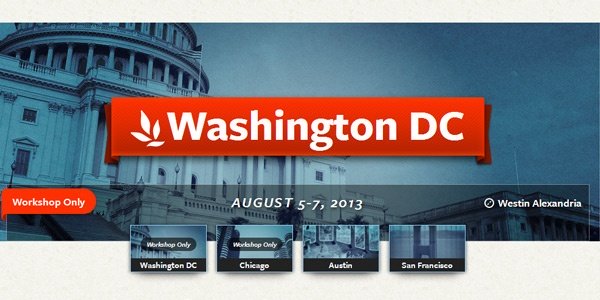 Washington DC
Workshop Only
AUGUST 5-7, 2013
Westin Alexandria
Workshop Only
Workshop Only
Washington DC
Chicago
Austin
San Francisco